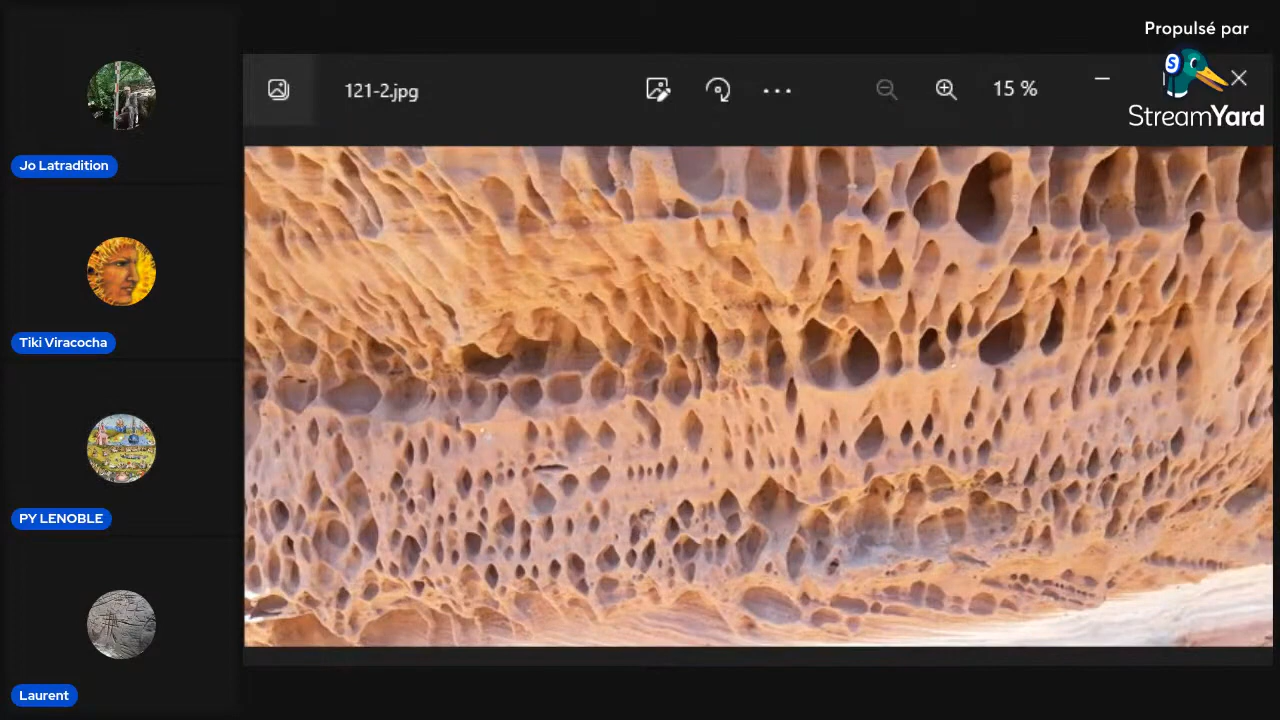 Propulsé par
StreamYard
121-2.jpg
15 %
Jo Latradition
Tiki Viracocha
PY LENOBLE
Laurent